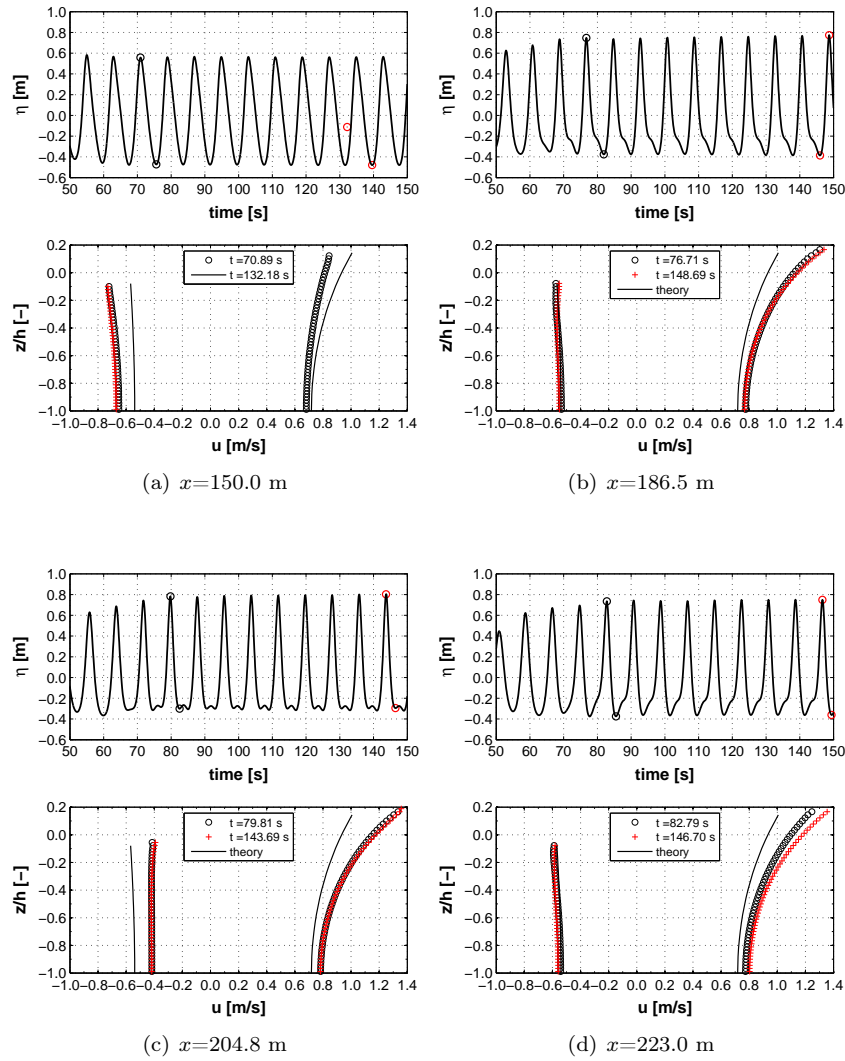 1.0
0.8
0.6
0.4
0.2
0.0
−0.2
−0.4
−0.6
η [m]
50 60 70 80 90 100 110 120 130 140 150
time [s]
0.2
0.0
−0.2
−0.4
−0.6
−0.8
−1.0
z/h [−]
t =70.89 s
t =132.18 s
−1.0−0.8−0.6−0.4−0.2 0.0 0.2 0.4 0.6 0.8 1.0 1.2 1.4
u [m/s]
(a) x=150.0 m
1.0
0.8
0.6
0.4
0.2
0.0
−0.2
−0.4
−0.6
η [m]
50 60 70 80 90 100 110 120 130 140 150
time [s]
0.2
0.0
−0.2
−0.4
−0.6
−0.8
−1.0
z/h [−]
t =76.71 s
t =148.69 s
theory
−1.0−0.8−0.6−0.4−0.2 0.0 0.2 0.4 0.6 0.8 1.0 1.2 1.4
u [m/s]
(b) x=186.5 m
1.0
0.8
0.6
0.4
0.2
0.0
−0.2
−0.4
−0.6
η [m]
50 60 70 80 90 100 110 120 130 140 150
time [s]
0.2
0.0
−0.2
−0.4
−0.6
−0.8
−1.0
z/h [−]
t =79.81 s
t =143.69 s
theory
−1.0−0.8−0.6−0.4−0.2 0.0 0.2 0.4 0.6 0.8 1.0 1.2 1.4
u [m/s]
(c) x=204.8 m
1.0
0.8
0.6
0.4
0.2
0.0
−0.2
−0.4
−0.6
η [m]
50 60 70 80 90 100 110 120 130 140 150
time [s]
0.2
0.0
−0.2
−0.4
−0.6
−0.8
−1.0
z/h [−]
t =82.79 s
t =146.70 s
theory
−1.0−0.8−0.6−0.4−0.2 0.0 0.2 0.4 0.6 0.8 1.0 1.2 1.4
u [m/s]
(d) x=223.0 m